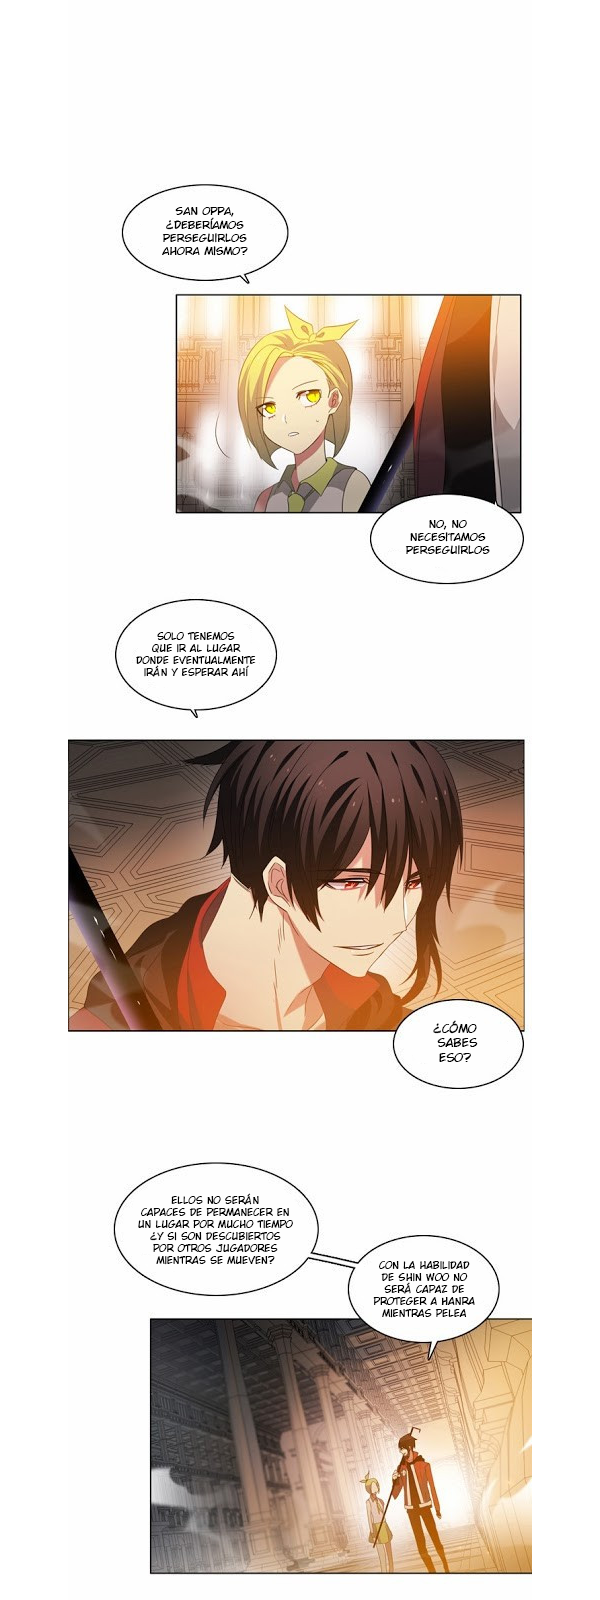 SAN OPPA,
¿DEBERÍAMOS
PERSEGUIRLOS
AHORA MISMO?
NO, NO
NECESITAMOS
PERSEGUIRLOS
SOLO TENEMOS
QUE IR AL LUGAR
DONDE EVENTUALMENTE
IRÁN Y ESPERAR AHÍ
¿CÓMO
SABES
ESO?
ELLOS NO SERÁN
CAPACES DE PERMANECER EN
UN LUGAR POR MUCHO TIEMPO
¿Y SI SON DESCUBIERTOS
POR OTROS JUGADORES
MIENTRAS SE MUEVEN?
CON LA HABILIDAD
DE SHIN WOO NO
SERÁ CAPAZ DE
PROTEGER A HANRA
MIENTRAS PELEA